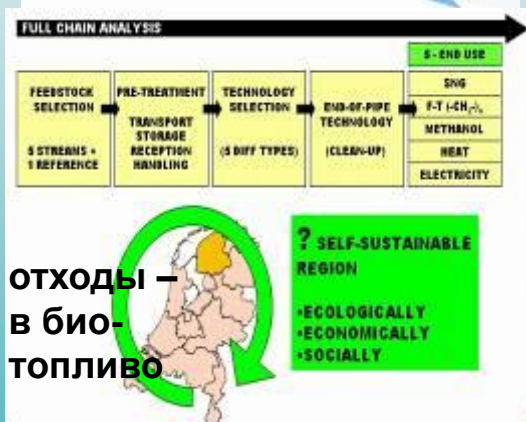 FULL CHAIN ANALYSIS
5 - END USE
FEEDSTOCK
SELECTION
5 STREAMS +
1 REFERENCE
PRE-TREATMENT
TRANSPORT
STORAGE
RECEPTION
HANDLING
TECHNOLOGY
SELECTION
(5 DIFF TYPES)
END-OF-PIPE
TECHNOLOGY
(CLEAN-UP)
SNG
F-T (-CH₂-)ₙ
METHANOL
HEAT
ELECTRICITY
? SELF-SUSTAINABLE
REGION
•ECOLOGICALLY
•ECONOMICALLY
•SOCIALLY
отходы –
в био-
топливо